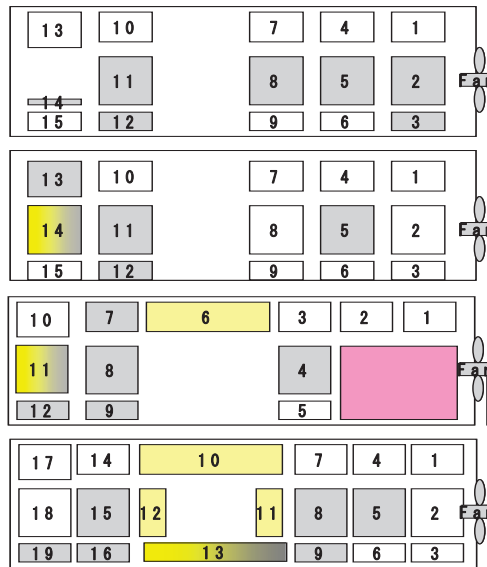 13 10 7 4 1
11 8 5 2 Fan
14
15 12 9 6 3
13 10 7 4 1
14 11 8 5 2 Fan
15 12 9 6 3
10 7 6 3 2 1
11 8 4 Fan
12 9 5
17 14 10 7 4 1
18 15 12 11 8 5 2 Fan
19 16 13 9 6 3